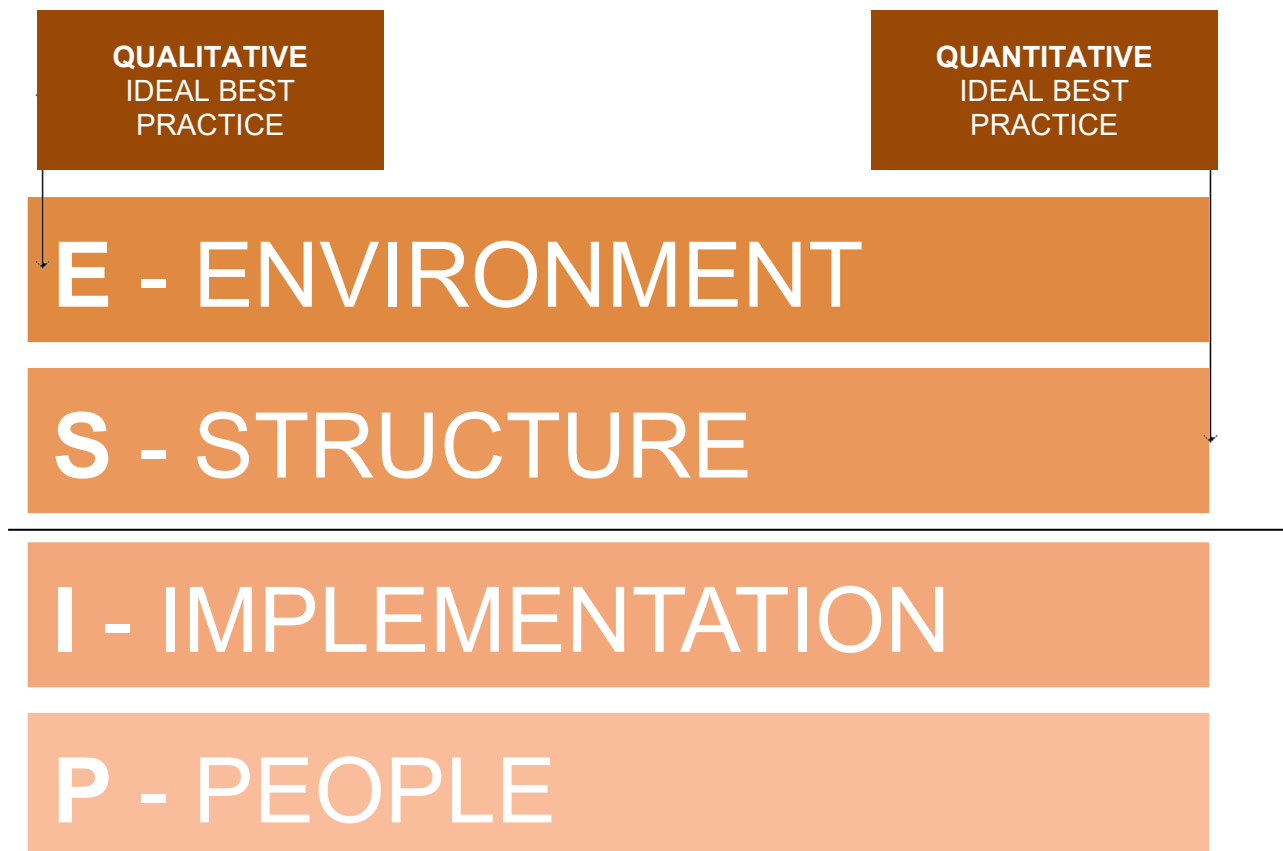 QUALITATIVE
IDEAL BEST
PRACTICE
QUANTITATIVE
IDEAL BEST
PRACTICE
E - ENVIRONMENT
S - STRUCTURE
I - IMPLEMENTATION
P - PEOPLE